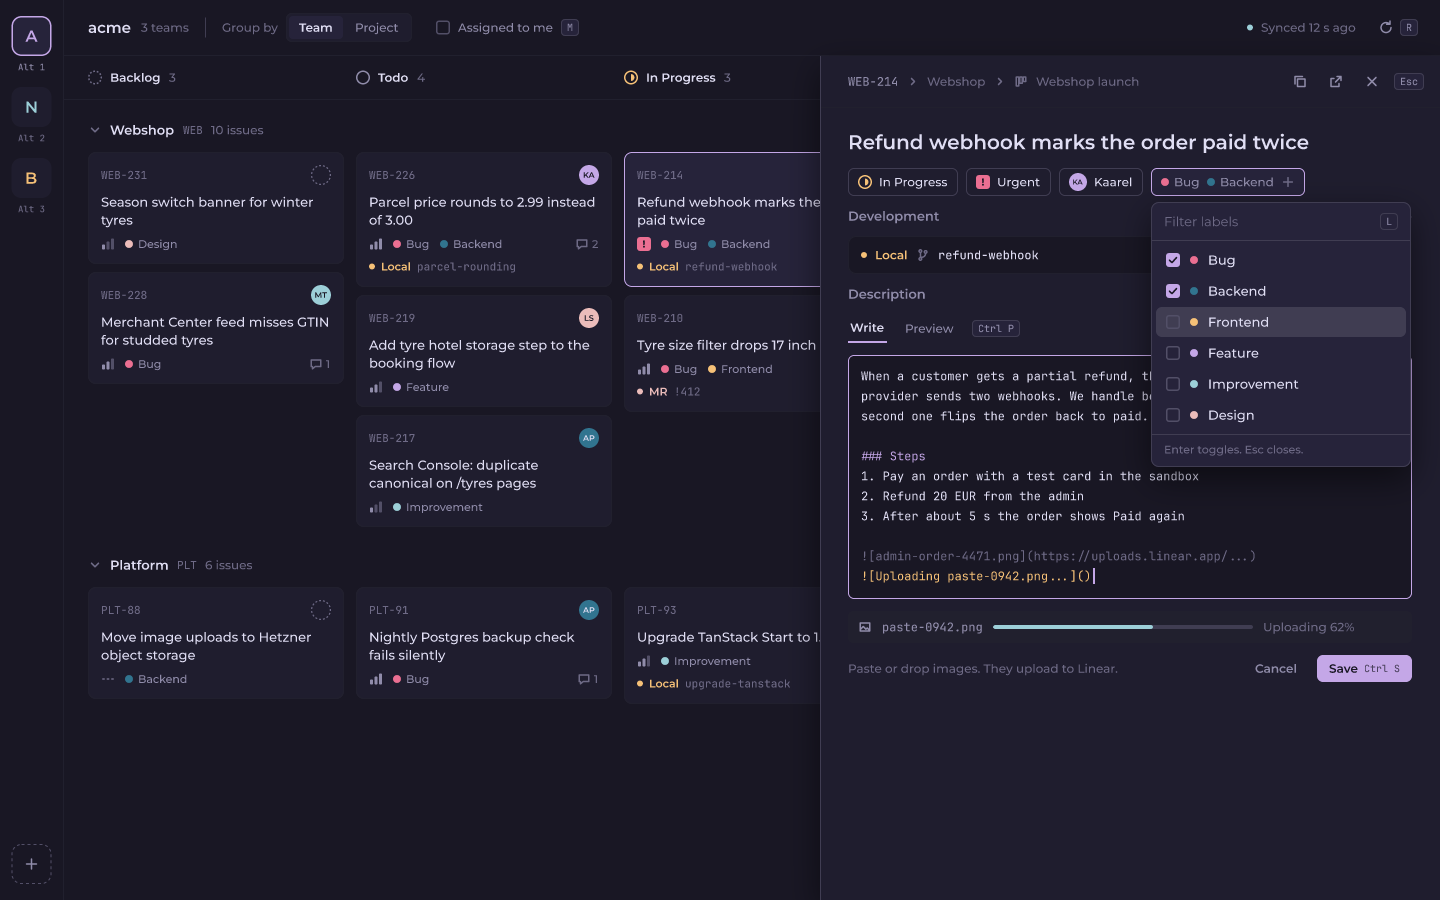 A
Alt 1
N
Alt 2
B
Alt 3
acme 3 teams Group by Team Project Assigned to me M
Synced 12 s ago R
Backlog 3
Todo 4
In Progress 3
Webshop WEB 10 issues
WEB-231
Season switch banner for winter
tyres
Design
WEB-228
MT
Merchant Center feed misses GTIN
for studded tyres
Bug 1
WEB-226
KA
Parcel price rounds to 2.99 instead
of 3.00
Bug Backend 2
Local parcel-rounding
WEB-219
LS
Add tyre hotel storage step to the
booking flow
Feature
WEB-217
AP
Search Console: duplicate
canonical on /tyres pages
Improvement
WEB-214
Refund webhook marks the
paid twice
! Bug Backend
Local refund-webhook
WEB-210
Tyre size filter drops 17 inch
Bug Frontend
MR !412
Platform PLT 6 issues
PLT-88
Move image uploads to Hetzner
object storage
Backend
PLT-91
AP
Nightly Postgres backup check
fails silently
Bug 1
PLT-93
Upgrade TanStack Start to 1.
Improvement
Local upgrade-tanstack
WEB-214 Webshop Webshop launch Esc
Refund webhook marks the order paid twice
In Progress ! Urgent KA Kaarel Bug Backend
Development
Local refund-webhook
Description
Write Preview Ctrl P
When a customer gets a partial refund, th
provider sends two webhooks. We handle b
second one flips the order back to paid.
### Steps
1. Pay an order with a test card in the sandbox
2. Refund 20 EUR from the admin
3. After about 5 s the order shows Paid again
![admin-order-4471.png](https://uploads.linear.app/...)
![Uploading paste-0942.png...]()
Filter labels L
Bug
Backend
Frontend
Feature
Improvement
Design
Enter toggles. Esc closes.
paste-0942.png Uploading 62%
Paste or drop images. They upload to Linear. Cancel Save Ctrl S